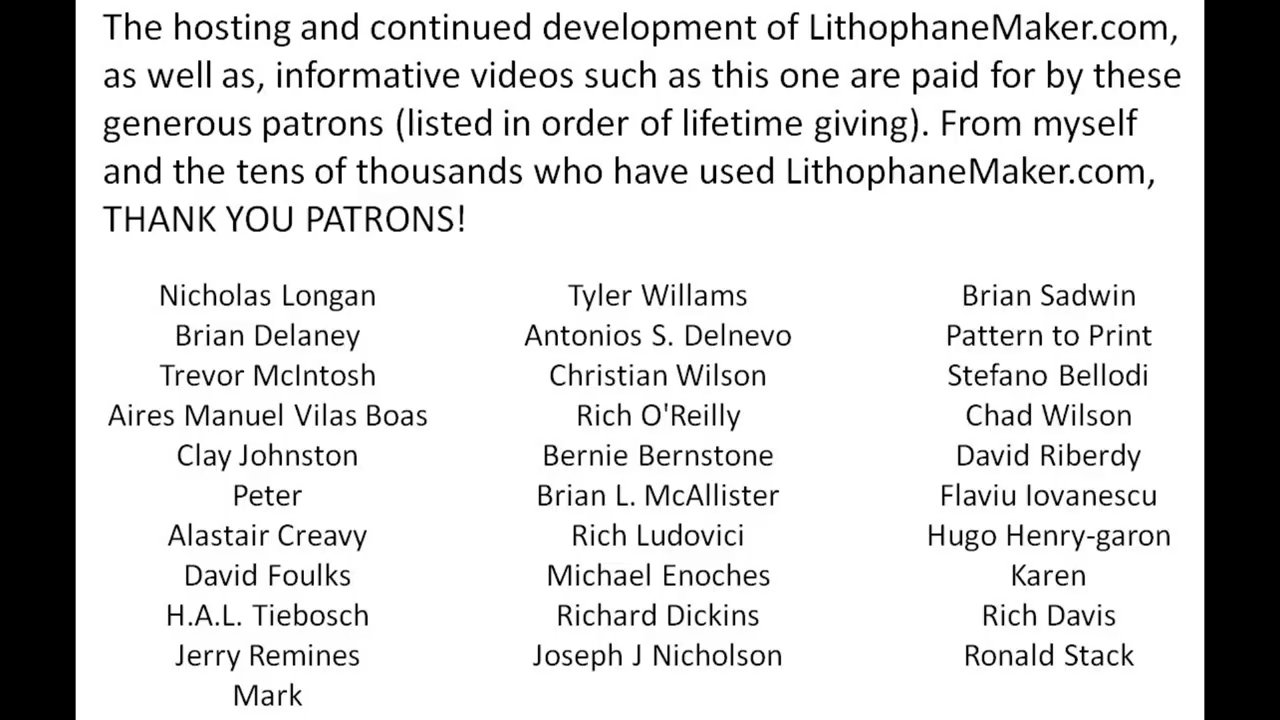 The hosting and continued development of LithophaneMaker.com,
as well as, informative videos such as this one are paid for by these
generous patrons (listed in order of lifetime giving). From myself
and the tens of thousands who have used LithophaneMaker.com,
THANK YOU PATRONS!
Nicholas Longan
Brian Delaney
Trevor McIntosh
Aires Manuel Vilas Boas
Clay Johnston
Peter
Alastair Creavy
David Foulks
H.A.L. Tiebosch
Jerry Remines
Mark
Tyler Willams
Antonios S. Delnevo
Christian Wilson
Rich O'Reilly
Bernie Bernstone
Brian L. McAllister
Rich Ludovici
Michael Enoches
Richard Dickins
Joseph J Nicholson
Brian Sadwin
Pattern to Print
Stefano Bellodi
Chad Wilson
David Riberdy
Flaviu Iovanescu
Hugo Henry-garon
Karen
Rich Davis
Ronald Stack